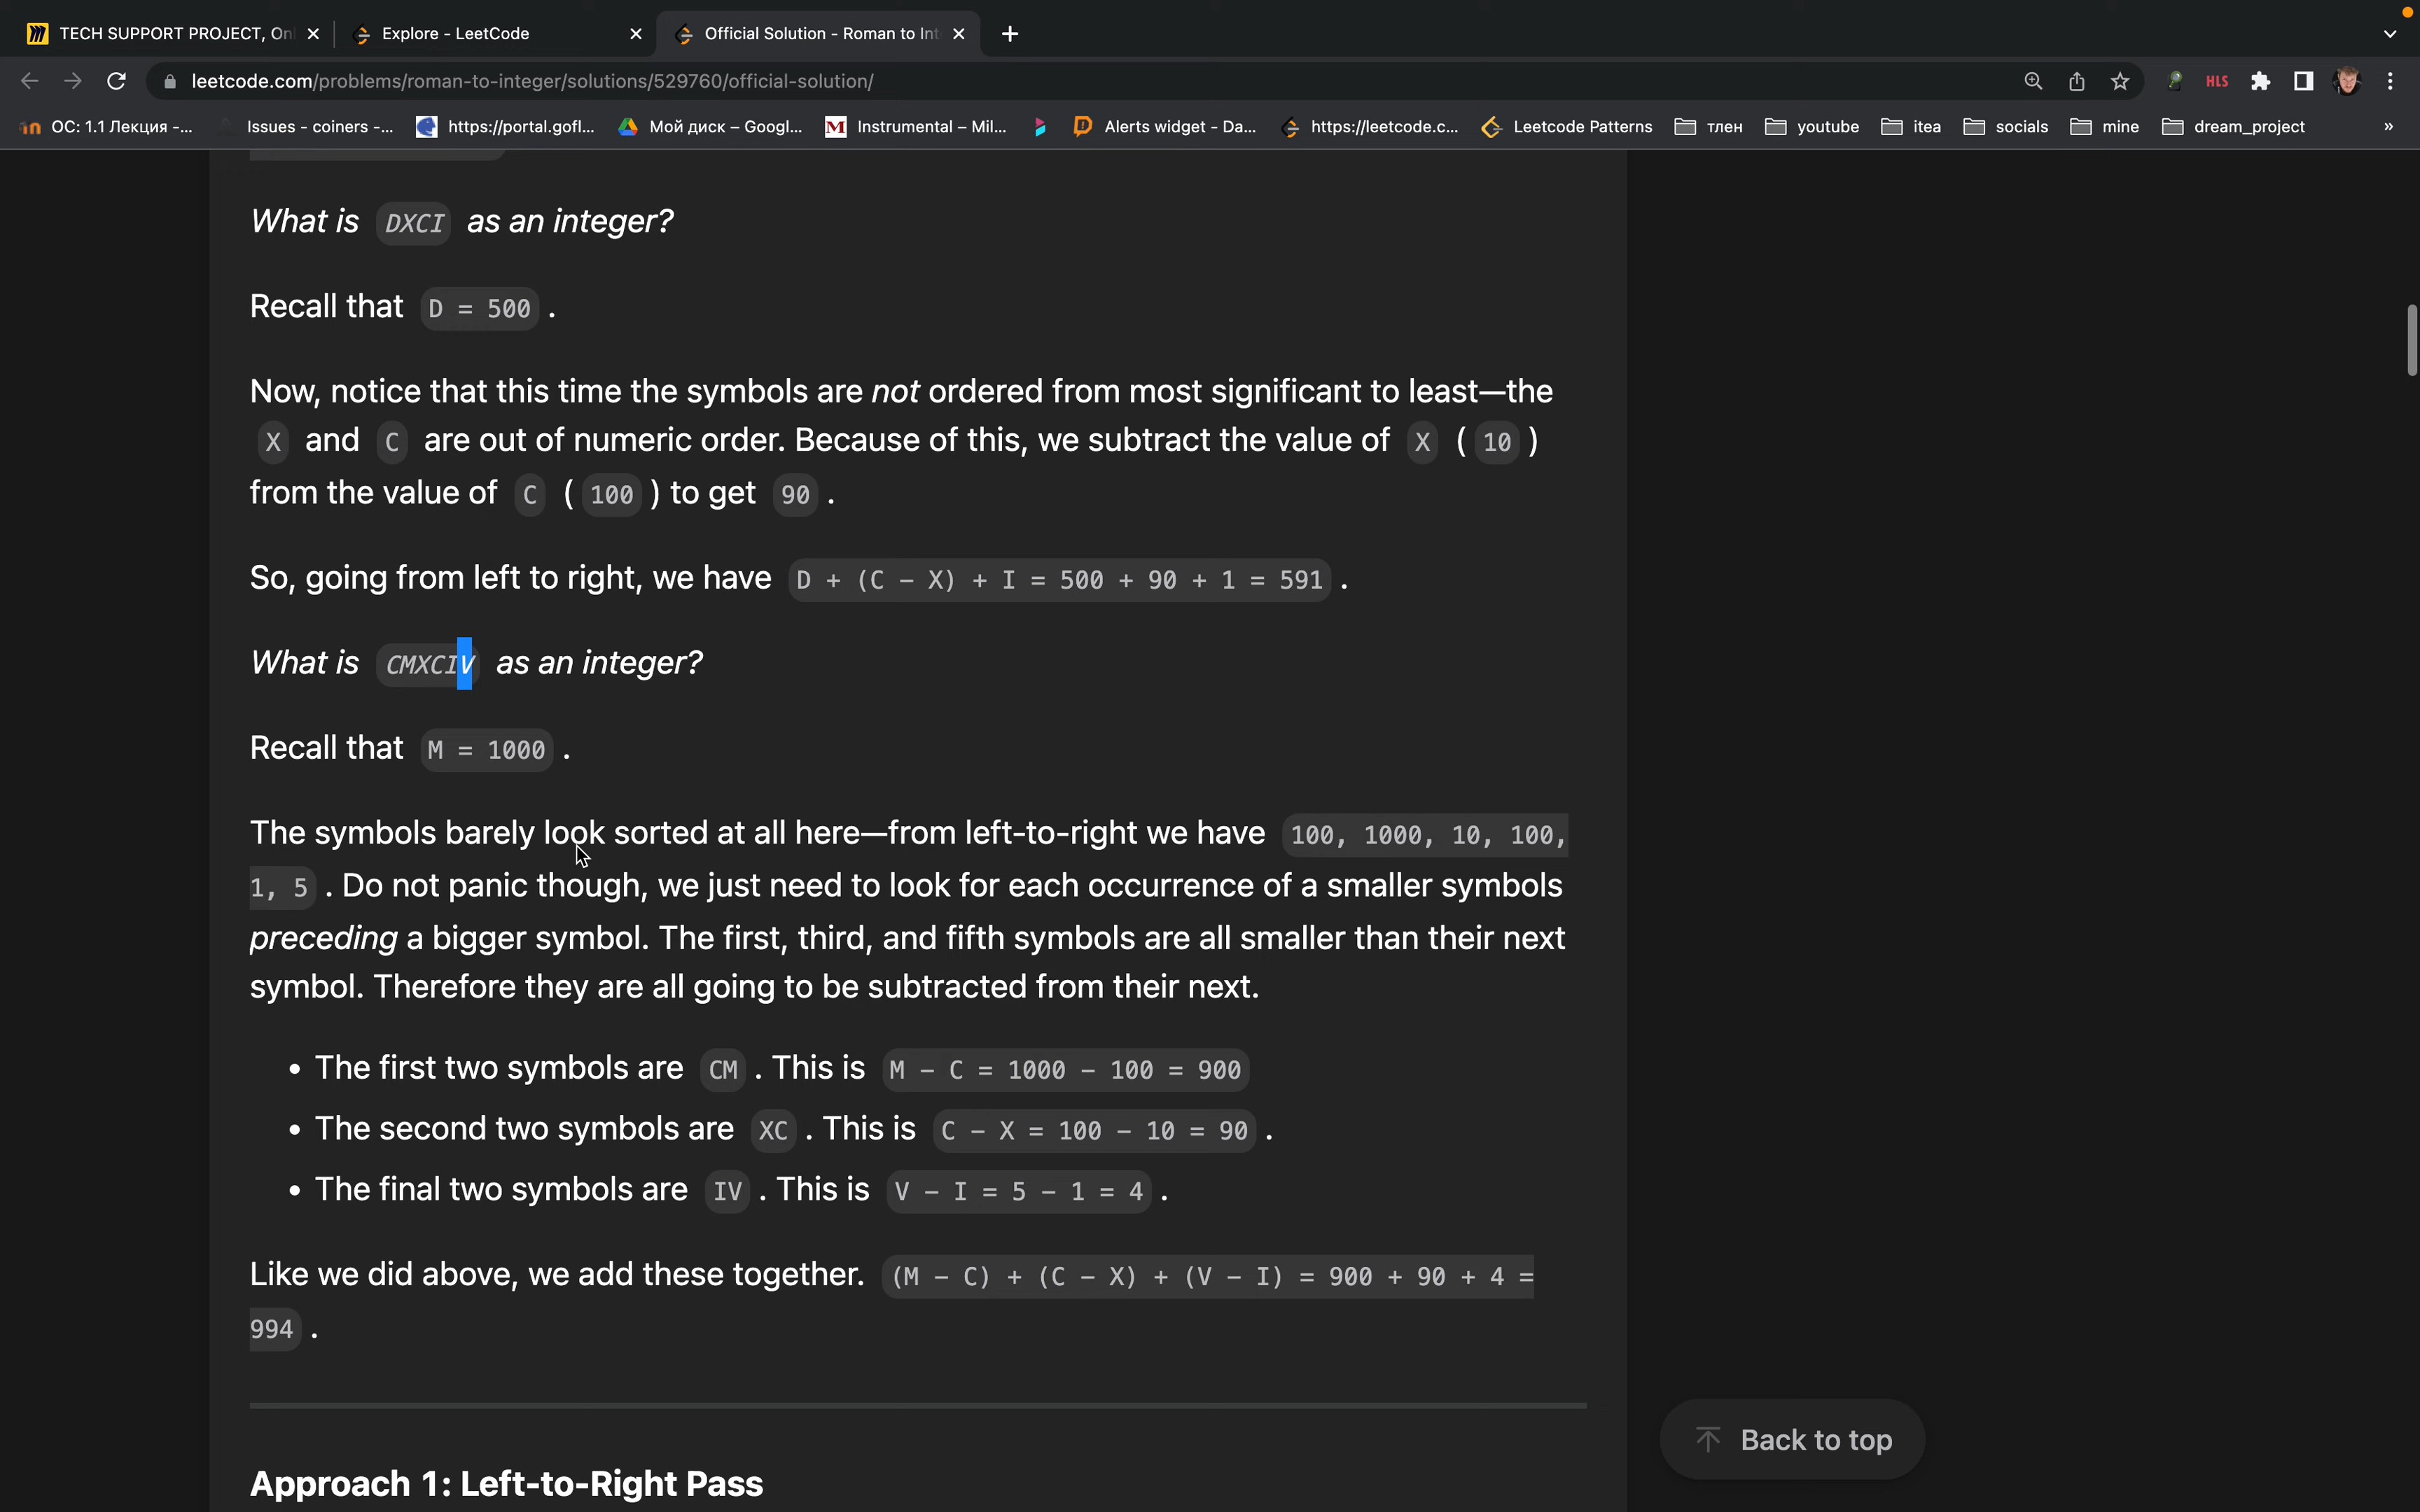 TECH SUPPORT PROJECT, Onl
Explore - LeetCode
Official Solution - Roman to Int
leetcode.com/problems/roman-to-integer/solutions/529760/official-solution/
HLS
ОС: 1.1 Лекция -...
Issues - coiners -...
https://portal.gofl...
Мой диск – Googl...
Instrumental – Mil...
Alerts widget - Da...
https://leetcode.c...
Leetcode Patterns
тлен
youtube
itea
socials
mine
dream_project
»
What is DXCI as an integer?
Recall that D = 500 .
Now, notice that this time the symbols are not ordered from most significant to least—the
X and C are out of numeric order. Because of this, we subtract the value of X ( 10 )
from the value of C ( 100 ) to get 90 .
So, going from left to right, we have D + (C - X) + I = 500 + 90 + 1 = 591 .
What is CMXCIV as an integer?
Recall that M = 1000 .
The symbols barely look sorted at all here—from left-to-right we have 100, 1000, 10, 100,
1, 5 . Do not panic though, we just need to look for each occurrence of a smaller symbols
preceding a bigger symbol. The first, third, and fifth symbols are all smaller than their next
symbol. Therefore they are all going to be subtracted from their next.
• The first two symbols are CM . This is M - C = 1000 - 100 = 900
• The second two symbols are XC . This is C - X = 100 - 10 = 90 .
• The final two symbols are IV . This is V - I = 5 - 1 = 4 .
Like we did above, we add these together. (M - C) + (C - X) + (V - I) = 900 + 90 + 4 =
994 .
Back to top
Approach 1: Left-to-Right Pass